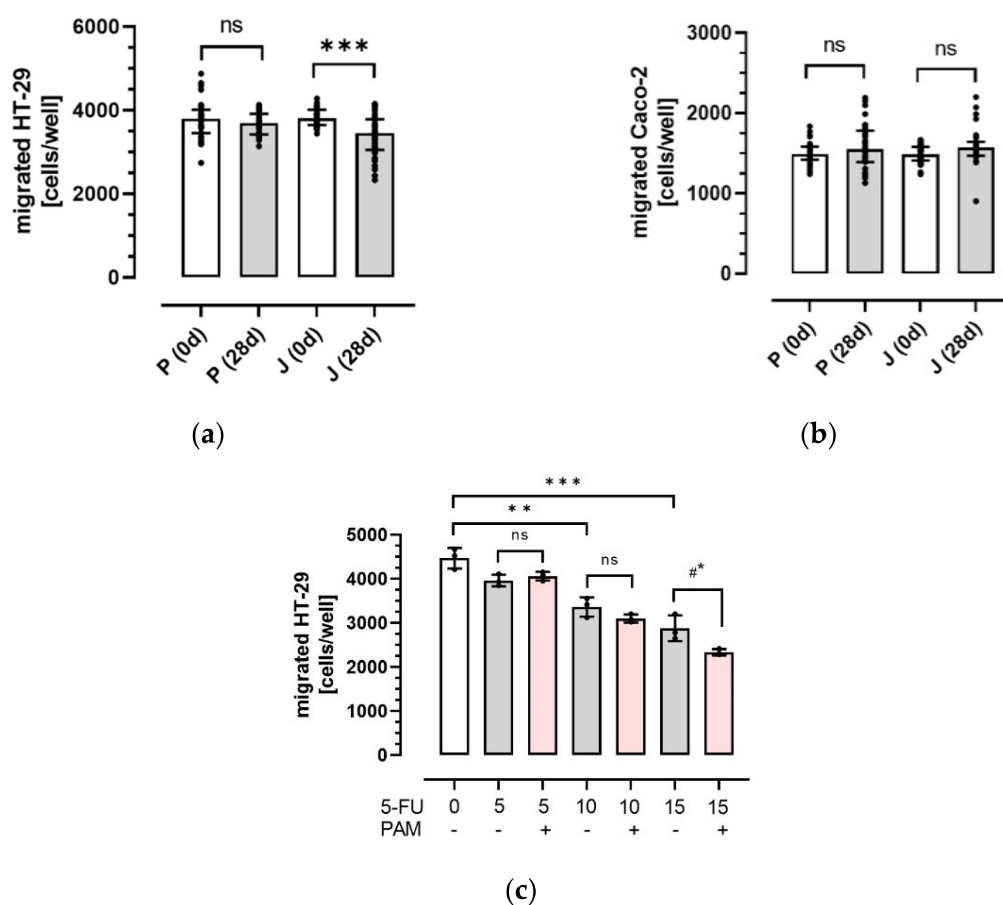 6000
4000
2000
0
migrated HT-29
[cells/well]
ns
***
P (0d)
P (28d)
J (0d)
J (28d)
(a)
3000
2000
1000
0
migrated Caco-2
[cells/well]
ns
ns
P (0d)
P (28d)
J (0d)
J (28d)
(b)
5000
4000
3000
2000
1000
0
migrated HT-29
[cells/well]
***
**
ns
ns
#*
5-FU 0 5 5 10 10 15 15
PAM - - + - + - +
(c)